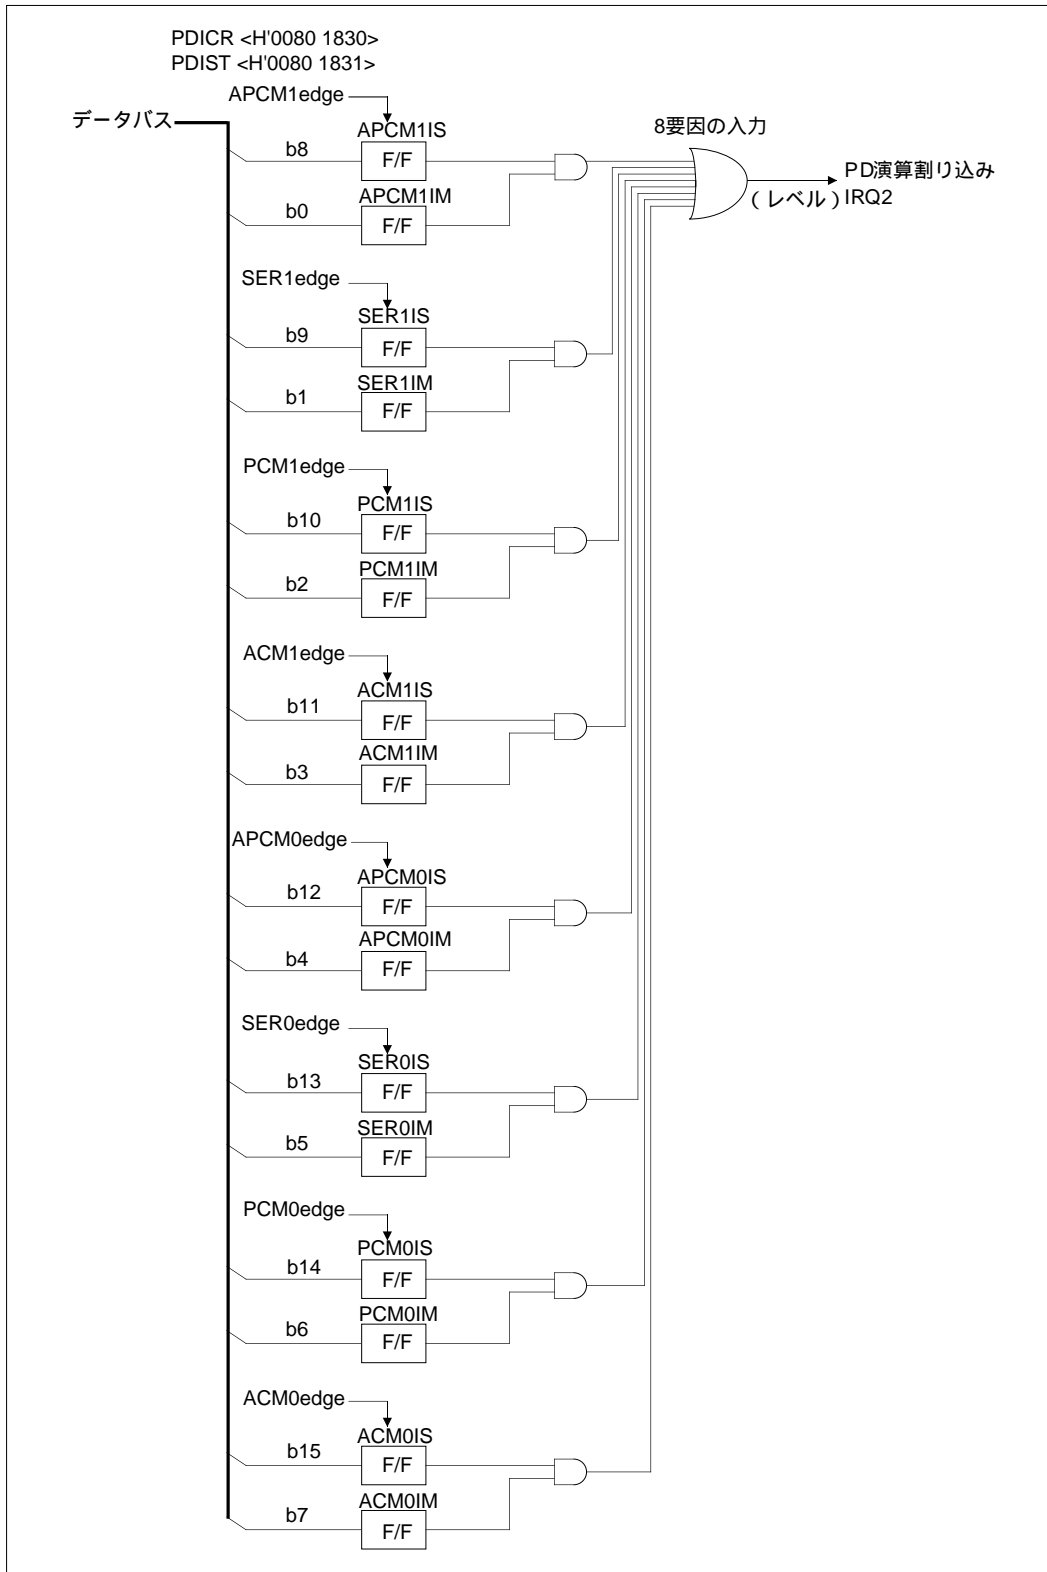 PDICR <H'0080 1830>
PDIST <H'0080 1831>
APCM1edge
データバス
APCM1IS
8要因の入力
b8
F/F
PD演算割り込み
(レベル) IRQ2
APCM1IM
b0
F/F
SER1edge
SER1IS
b9
F/F
SER1IM
b1
F/F
PCM1edge
PCM1IS
b10
F/F
PCM1IM
b2
F/F
ACM1edge
ACM1IS
b11
F/F
ACM1IM
b3
F/F
APCM0edge
APCM0IS
b12
F/F
APCM0IM
b4
F/F
SER0edge
SER0IS
b13
F/F
SER0IM
b5
F/F
PCM0edge
PCM0IS
b14
F/F
PCM0IM
b6
F/F
ACM0edge
ACM0IS
b15
F/F
ACM0IM
b7
F/F